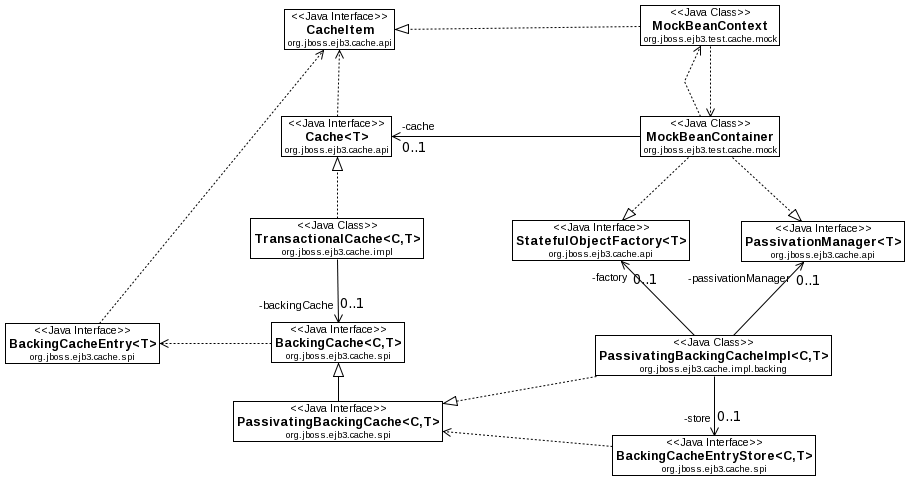 <<Java Interface>>
CacheItem
org.jboss.ejb3.cache.api
<<Java Class>>
MockBeanContext
org.jboss.ejb3.test.cache.mock
<<Java Interface>>
Cache<T>
org.jboss.ejb3.cache.api
-cache
0..1
<<Java Class>>
MockBeanContainer
org.jboss.ejb3.test.cache.mock
<<Java Class>>
TransactionalCache<C,T>
org.jboss.ejb3.cache.impl
<<Java Interface>>
StatefulObjectFactory<T>
org.jboss.ejb3.cache.api
<<Java Interface>>
PassivationManager<T>
org.jboss.ejb3.cache.api
-backingCache
0..1
-factory
0..1
-passivationManager
0..1
<<Java Interface>>
BackingCacheEntry<T>
org.jboss.ejb3.cache.spi
<<Java Interface>>
BackingCache<C,T>
org.jboss.ejb3.cache.spi
<<Java Class>>
PassivatingBackingCacheImpl<C,T>
org.jboss.ejb3.cache.impl.backing
<<Java Interface>>
PassivatingBackingCache<C,T>
org.jboss.ejb3.cache.spi
-store
0..1
<<Java Interface>>
BackingCacheEntryStore<C,T>
org.jboss.ejb3.cache.spi